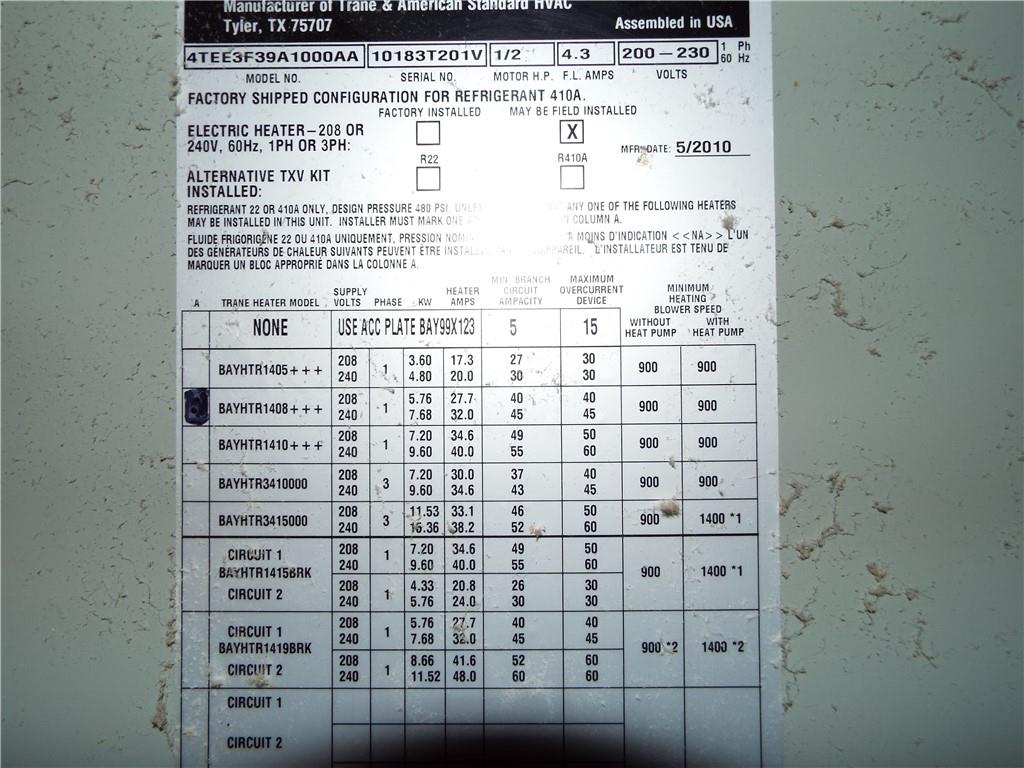 Manufacturer of Trane & American Standard HVAC
Tyler, TX 75707 Assembled in USA
4TEE3F39A1000AA 10183T201V 1/2 4.3 200 – 230 1 Ph 60 Hz
MODEL NO. SERIAL NO. MOTOR H.P. F.L. AMPS VOLTS
FACTORY SHIPPED CONFIGURATION FOR REFRIGERANT 410A.
FACTORY INSTALLED MAY BE FIELD INSTALLED
ELECTRIC HEATER – 208 OR
240V, 60Hz, 1PH OR 3PH: X
MFR. DATE: 5/2010
R22 R410A
ALTERNATIVE TXV KIT
INSTALLED:
REFRIGERANT 22 OR 410A ONLY, DESIGN PRESSURE 480 PSI. ANY ONE OF THE FOLLOWING HEATERS
MAY BE INSTALLED IN THIS UNIT. INSTALLER MUST MARK ONE COLUMN A.
FLUIDE FRIGORIGÈNE 22 OU 410A UNIQUEMENT, PRESSION MOINS D'INDICATION <<NA>> L'UN
DES GÉNÉRATEURS DE CHALEUR SUIVANTS PEUVENT ÊTRE L'INSTALLATEUR EST TENU DE
MARQUER UN BLOC APPROPRIÉ DANS LA COLONNE A.
A TRANE HEATER MODEL SUPPLY VOLTS PHASE KW HEATER AMPS MIN. BRANCH CIRCUIT AMPACITY MAXIMUM OVERCURRENT DEVICE MINIMUM HEATING BLOWER SPEED
WITHOUT HEAT PUMP WITH HEAT PUMP
NONE USE ACC PLATE BAY99X123 5 15
BAYHTR1405+++ 208 1 3.60 17.3 27 30 900 900
240 4.80 20.0 30 30
BAYHTR1408+++ 208 1 5.76 27.7 40 40 900 900
240 7.68 32.0 45 45
BAYHTR1410+++ 208 1 7.20 34.6 49 50 900 900
240 9.60 40.0 55 60
BAYHTR3410000 208 3 7.20 30.0 37 40 900 900
240 9.60 34.6 43 45
BAYHTR3415000 208 3 11.53 33.1 46 50 900 1400 *1
240 38.2 52 60
CIRCUIT 1 208 1 7.20 34.6 49 50
240 9.60 40.0 55 60
BAYHTR1415BRK 900 1400 *1
CIRCUIT 2 208 1 4.33 20.8 26 30
240 5.76 24.0 30 30
CIRCUIT 1 208 1 5.76 27.7 40 40
240 7.68 32.0 45 45
BAYHTR1419BRK 900 *2 1400 *2
CIRCUIT 2 208 1 8.66 41.6 52 60
240 11.52 48.0 60 60
CIRCUIT 1
CIRCUIT 2